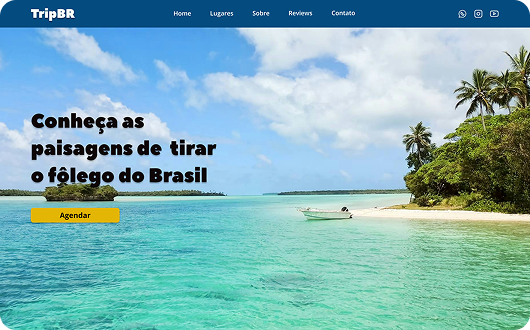 TripBR
Home Lugares Sobre Reviews Contato
Conheça as
paisagens de tirar
o fôlego do Brasil
Agendar